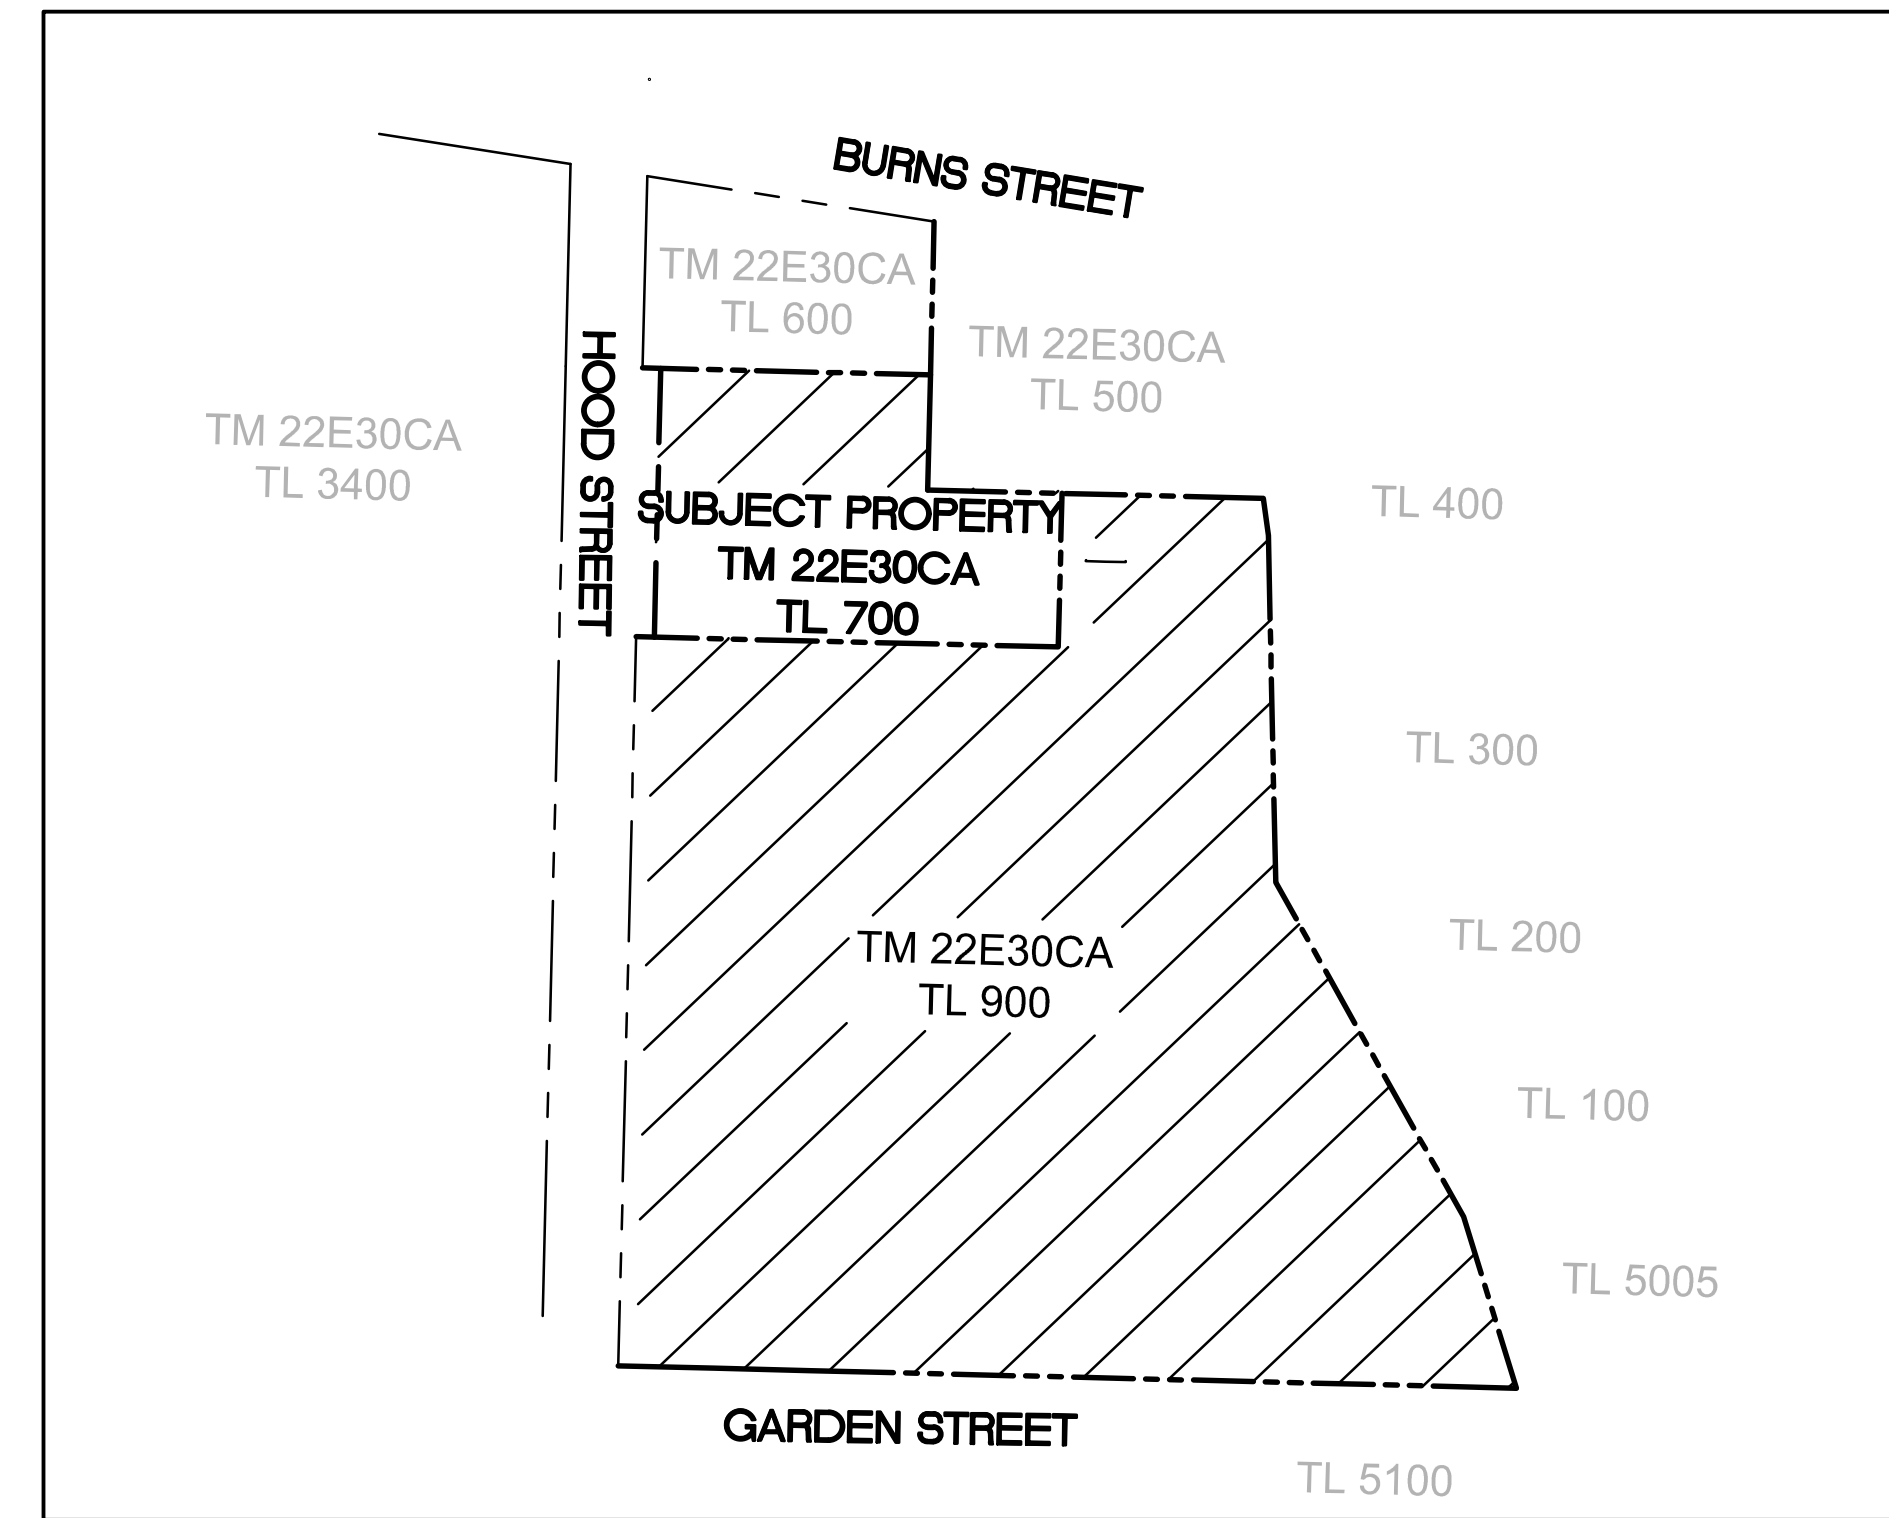 BURNS STREET
TM 22E30CA
TL 600
TM 22E30CA
TL 500
HOOD STREET
TM 22E30CA
TL 3400
TL 400
SUBJECT PROPERTY
TM 22E30CA
TL 700
TL 300
TM 22E30CA
TL 900
TL 200
TL 100
TL 5005
GARDEN STREET
TL 5100